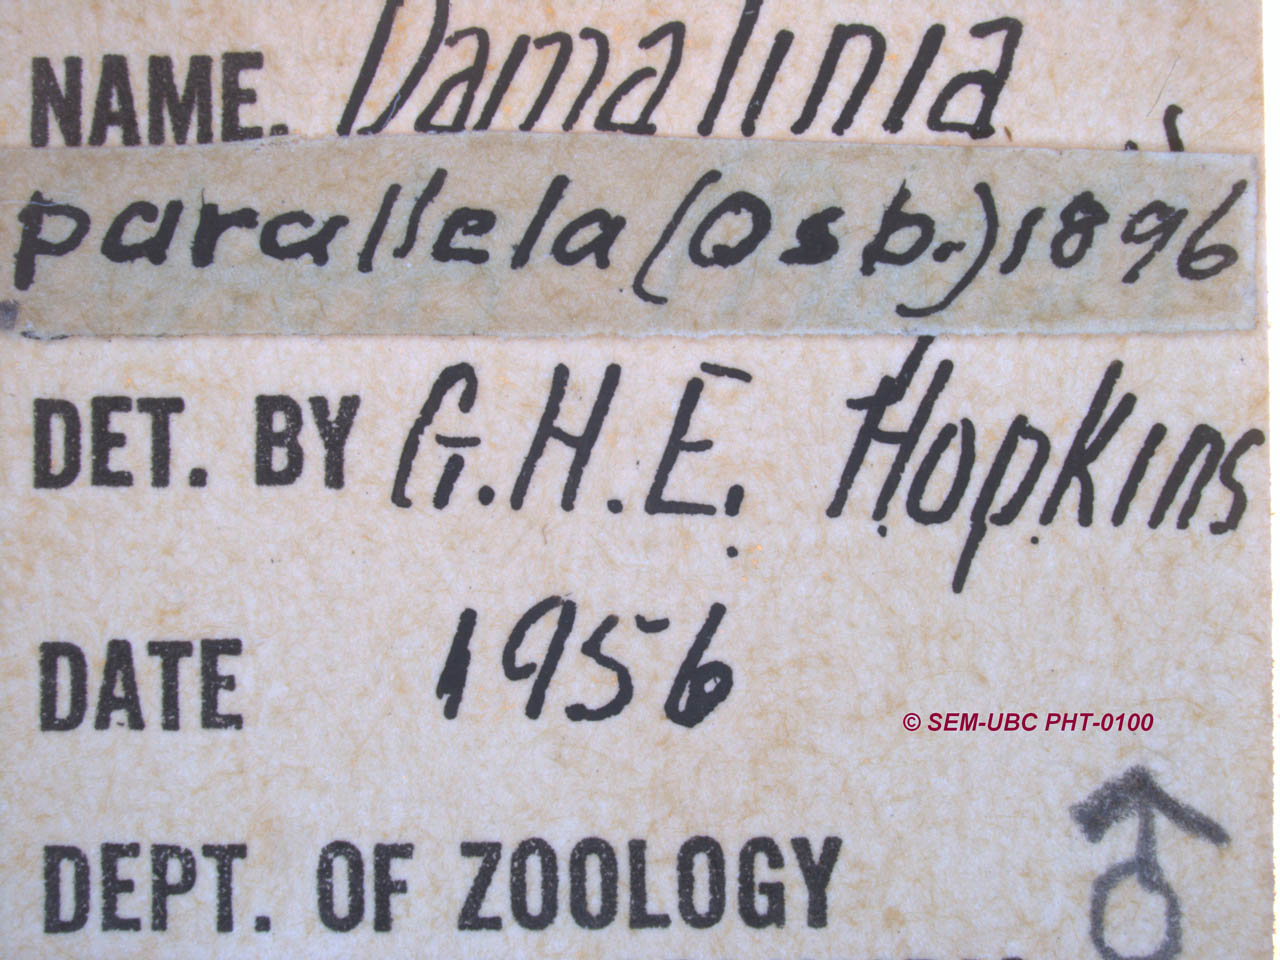 NAME. Damalinia
parallela (Osb.) 1896
DET. BY G.H.E. Hopkins
DATE 1956
© SEM-UBC PHT-0100
DEPT. OF ZOOLOGY
♂